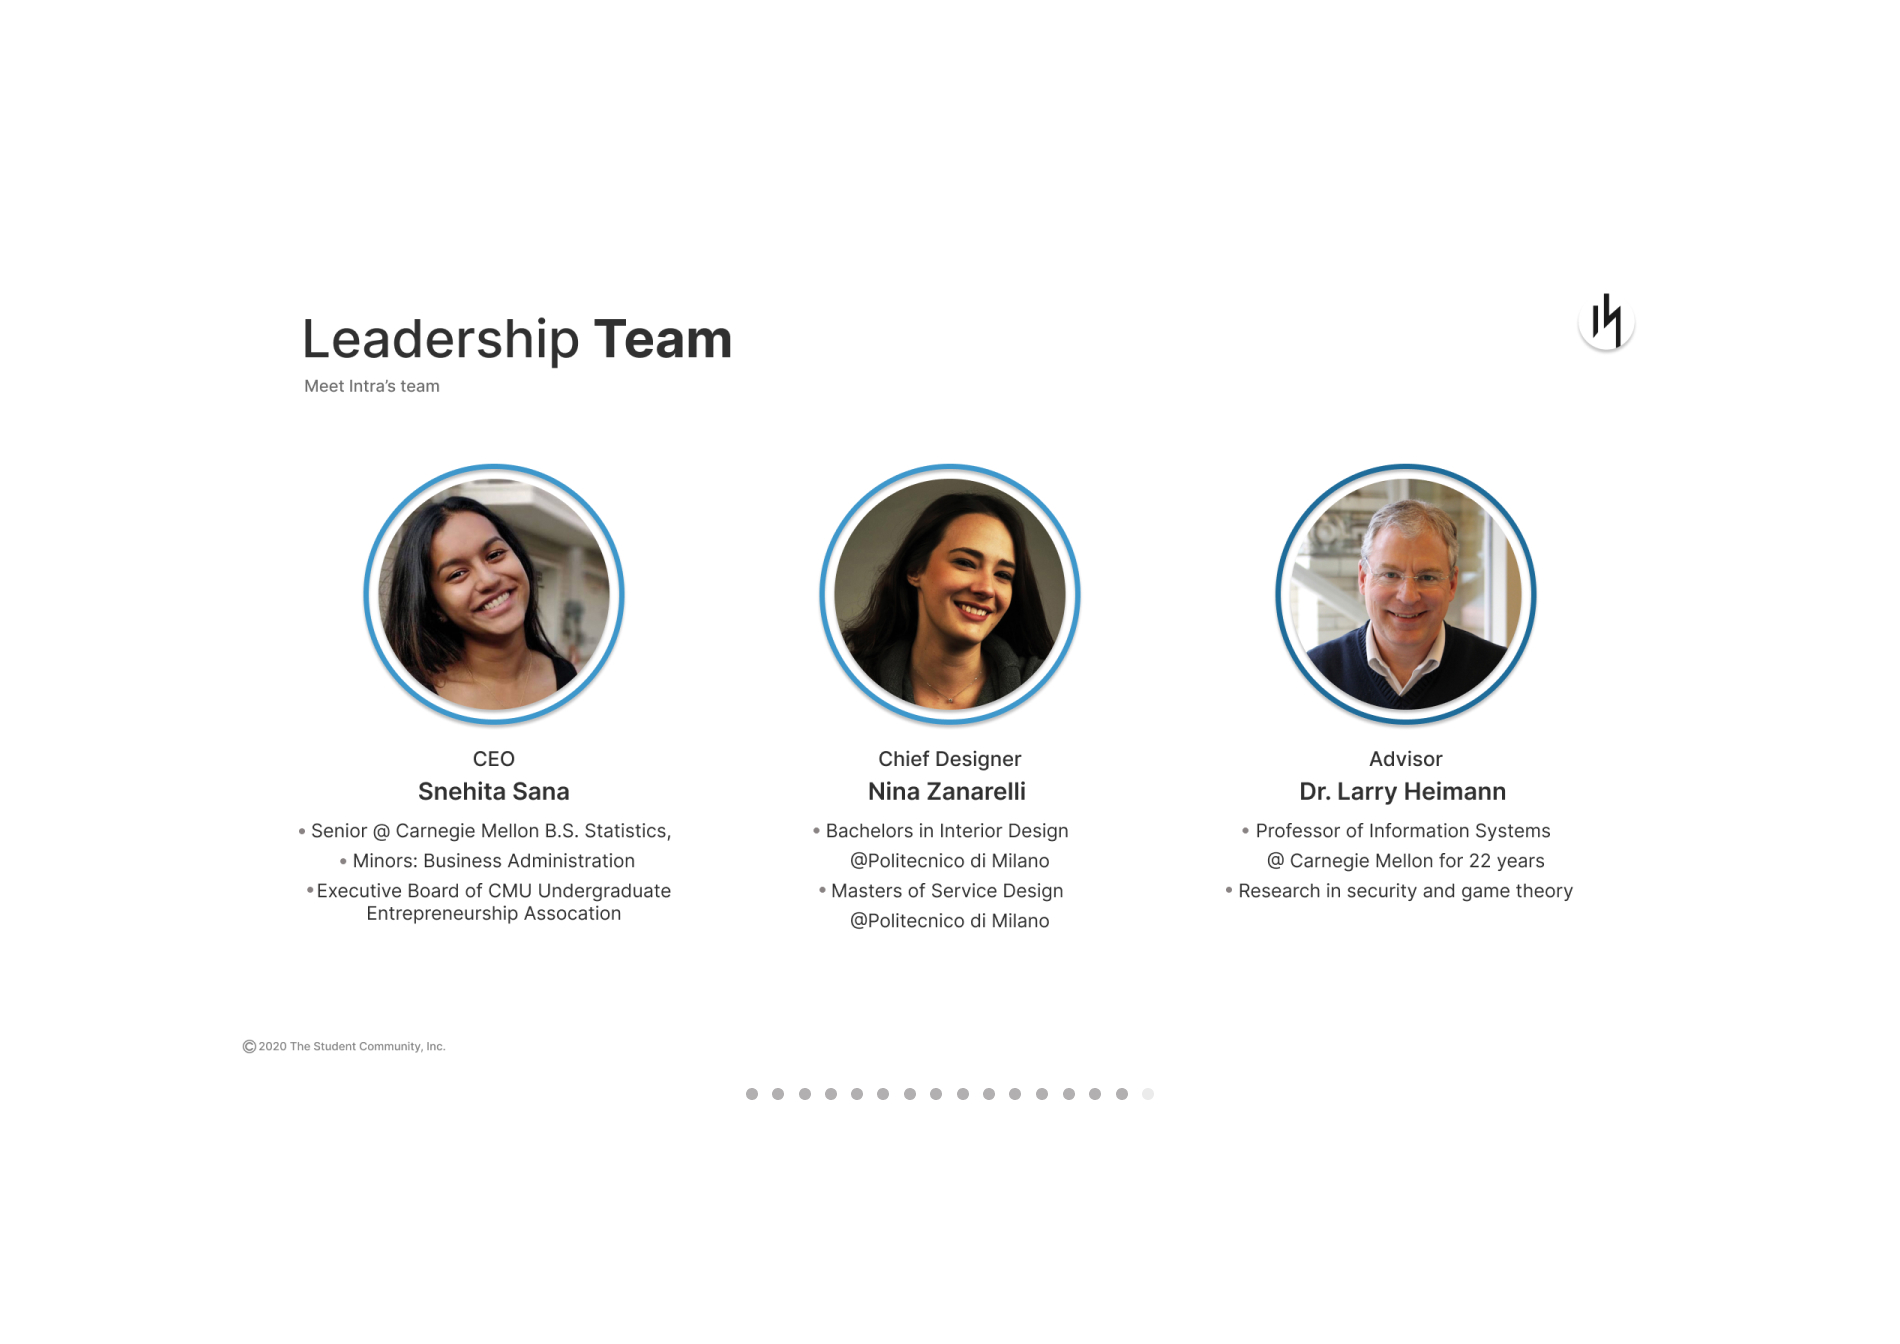 Leadership Team
Meet Intra’s team
CEO
Snehita Sana
• Senior @ Carnegie Mellon B.S. Statistics,
• Minors: Business Administration
• Executive Board of CMU Undergraduate
Entrepreneurship Assocation
Chief Designer
Nina Zanarelli
• Bachelors in Interior Design
@Politecnico di Milano
• Masters of Service Design
@Politecnico di Milano
Advisor
Dr. Larry Heimann
• Professor of Information Systems
@ Carnegie Mellon for 22 years
• Research in security and game theory
©2020 The Student Community, Inc.